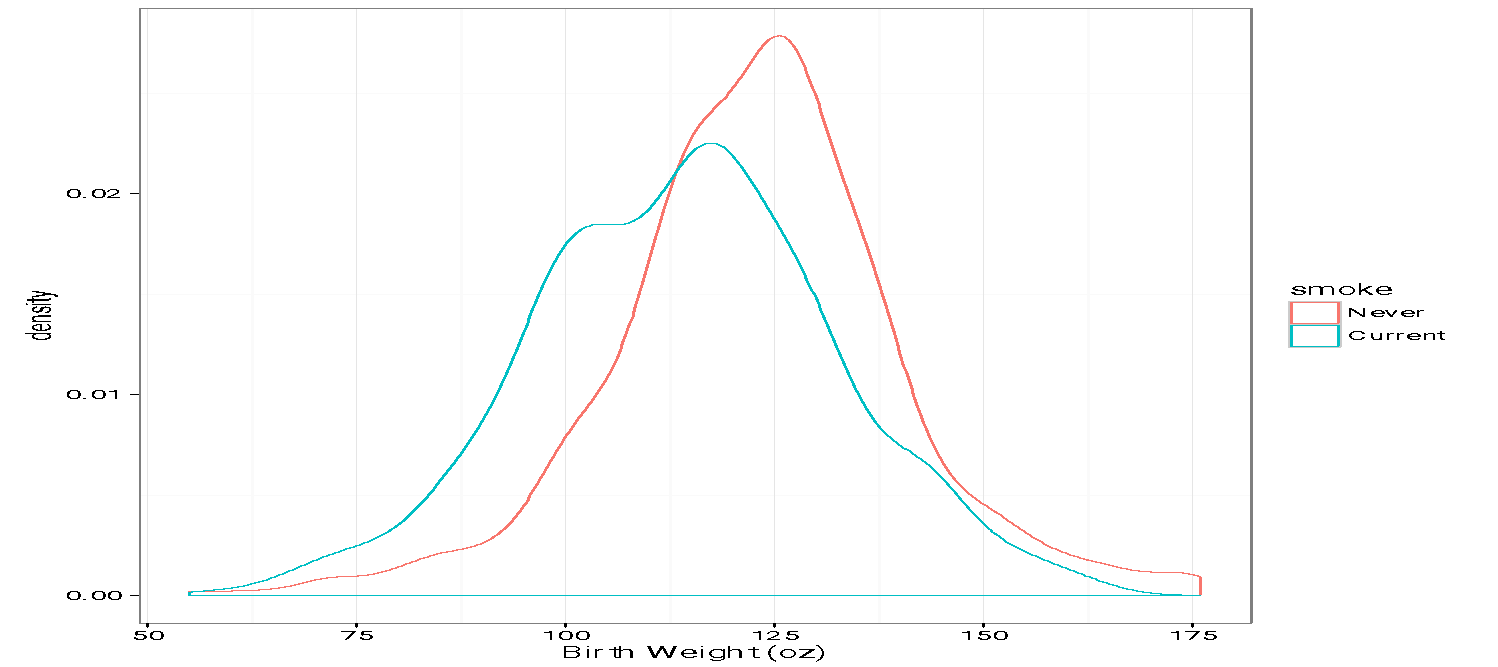 density
0.02
0.01
0.00
50 75 100 125 150 175
Birth Weight (oz)
smoke
Never
Current